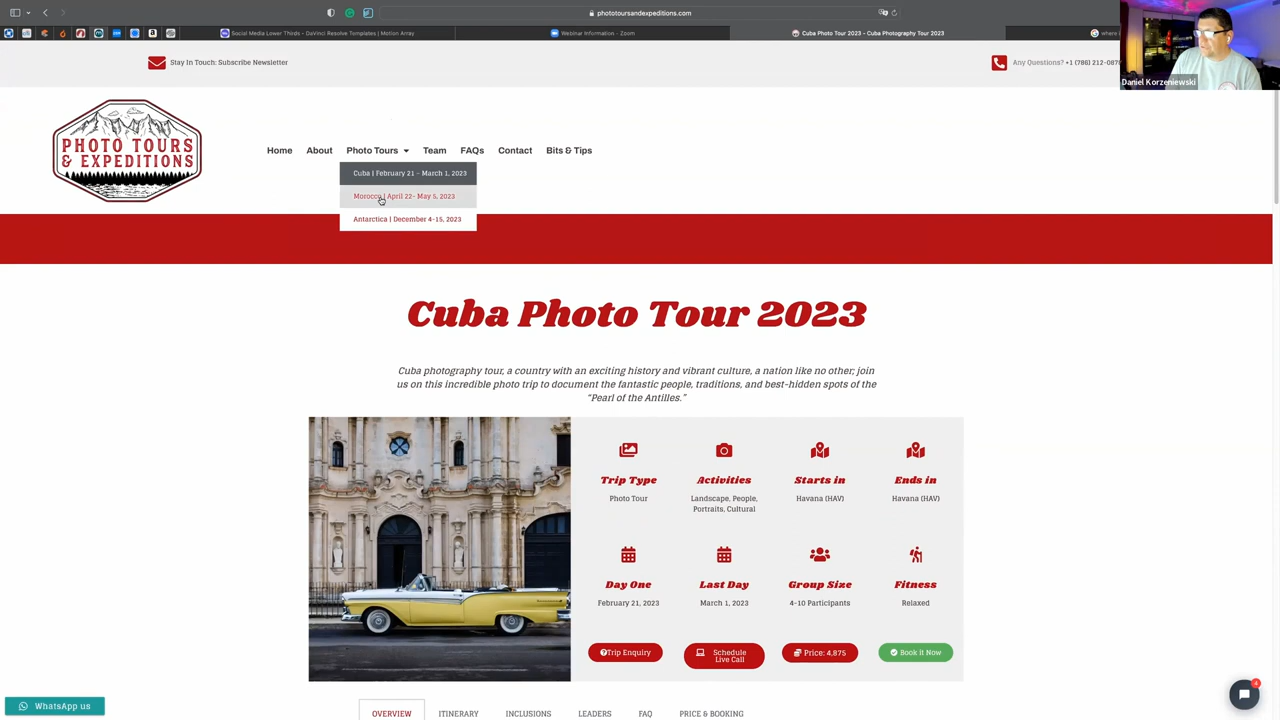 phototoursandexpeditions.com
Social Media Lower Thids - DaVinci Resolve Templates | Motion Array
Webinar Information - Zoom
Cuba Photo Tour 2023 - Cuba Photography Tour 2023
where i
Stay In Touch: Subscribe Newsletter
Any Questions? +1 (786) 212-087
Daniel Korzeniewski
PHOTO TOURS
& EXPEDITIONS
Home
About
Photo Tours
Team
FAQs
Contact
Bits & Tips
Cuba | February 21 – March 1, 2023
Morocco | April 22- May 5, 2023
Antarctica | December 4-15, 2023
Cuba Photo Tour 2023
Cuba photography tour, a country with an exciting history and vibrant culture, a nation like no other; join
us on this incredible photo trip to document the fantastic people, traditions, and best-hidden spots of the
“Pearl of the Antilles.”
Trip Type
Activities
Starts in
Ends in
Photo Tour
Landscape, People,
Portraits, Cultural
Havana (HAV)
Havana (HAV)
Day One
Last Day
Group Size
Fitness
February 21, 2023
March 1, 2023
4-10 Participants
Relaxed
Trip Enquiry
Schedule
Live Call
Price: 4,875
Book it Now
4
WhatsApp us
OVERVIEW
ITINERARY
INCLUSIONS
LEADERS
FAQ
PRICE & BOOKING